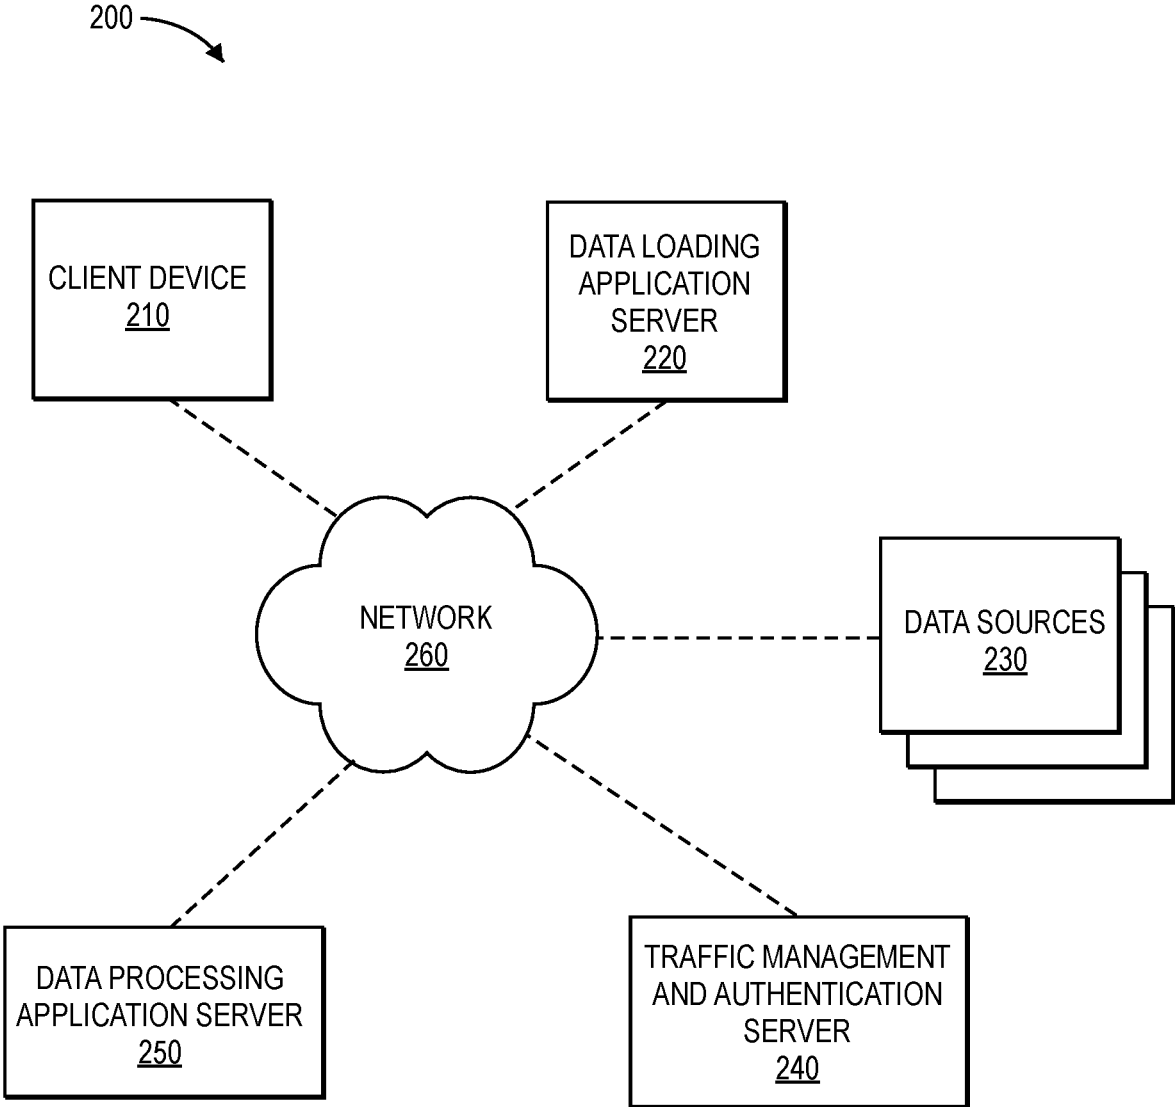 200
CLIENT DEVICE
210
DATA LOADING
APPLICATION
SERVER
220
NETWORK
260
DATA SOURCES
230
DATA PROCESSING
APPLICATION SERVER
250
TRAFFIC MANAGEMENT
AND AUTHENTICATION
SERVER
240